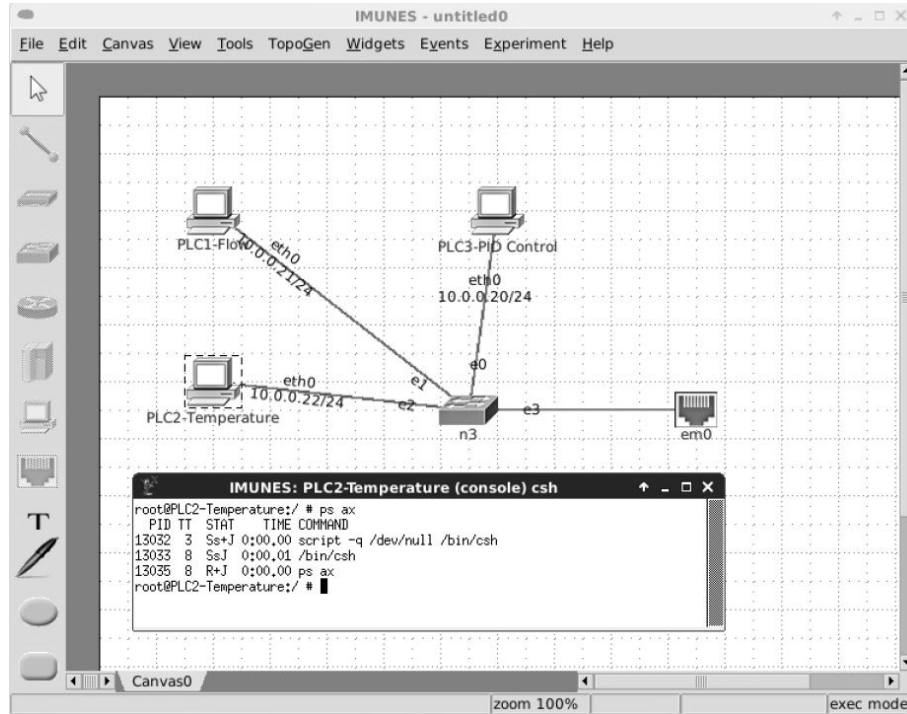 IMUNES - untitled0
File Edit Canvas View Tools TopoGen Widgets Events Experiment Help
T
PLC1-Flow
eth0
10.0.0.21/24
PLC3-PID Control
eth0
10.0.0.20/24
e0
e1
PLC2-Temperature
eth0
10.0.0.22/24
e2
n3
e3
em0
IMUNES: PLC2-Temperature (console) csh
root@PLC2-Temperature:/ # ps ax
PID TT STAT TIME COMMAND
13032 3 Ss+J 0:00.00 script -q /dev/null /bin/csh
13033 8 SsJ 0:00.01 /bin/csh
13035 8 R+J 0:00.00 ps ax
root@PLC2-Temperature:/ #
Canvas0
zoom 100%
exec mode